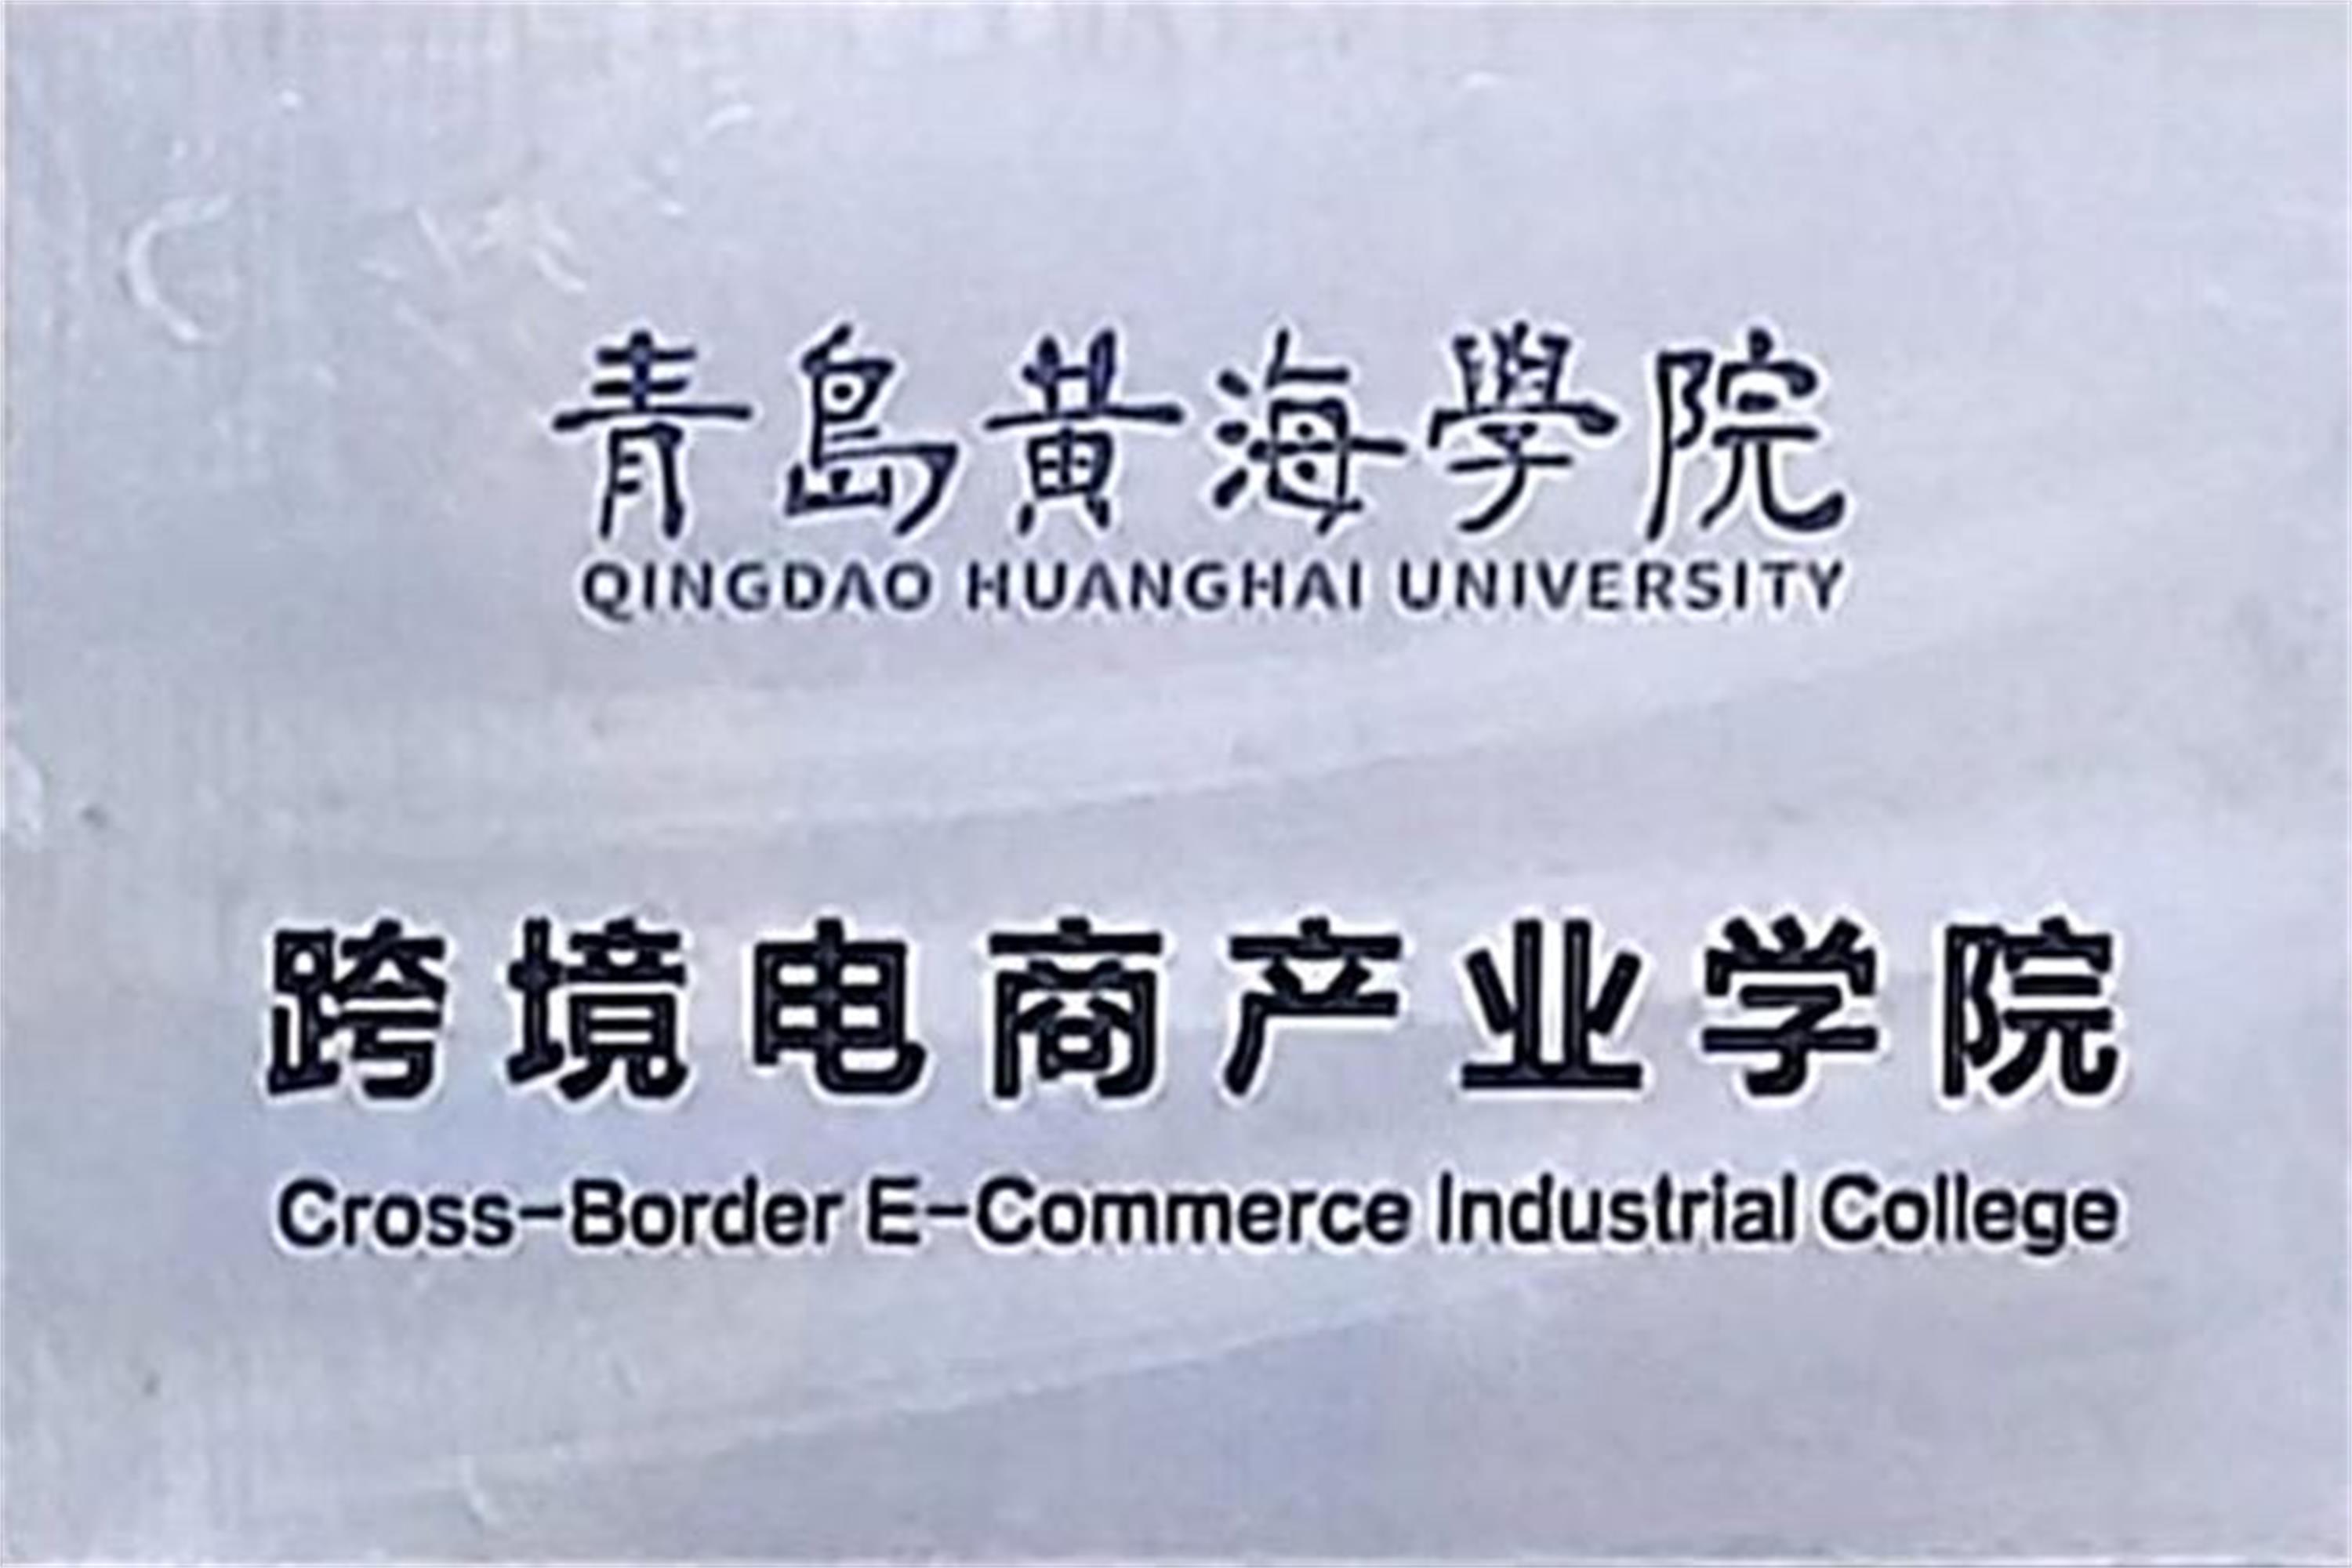 青島黄海學院
QINGDAO HUANGHAI UNIVERSITY
跨境电商产业学院
Cross-Border E-Commerce Industrial College